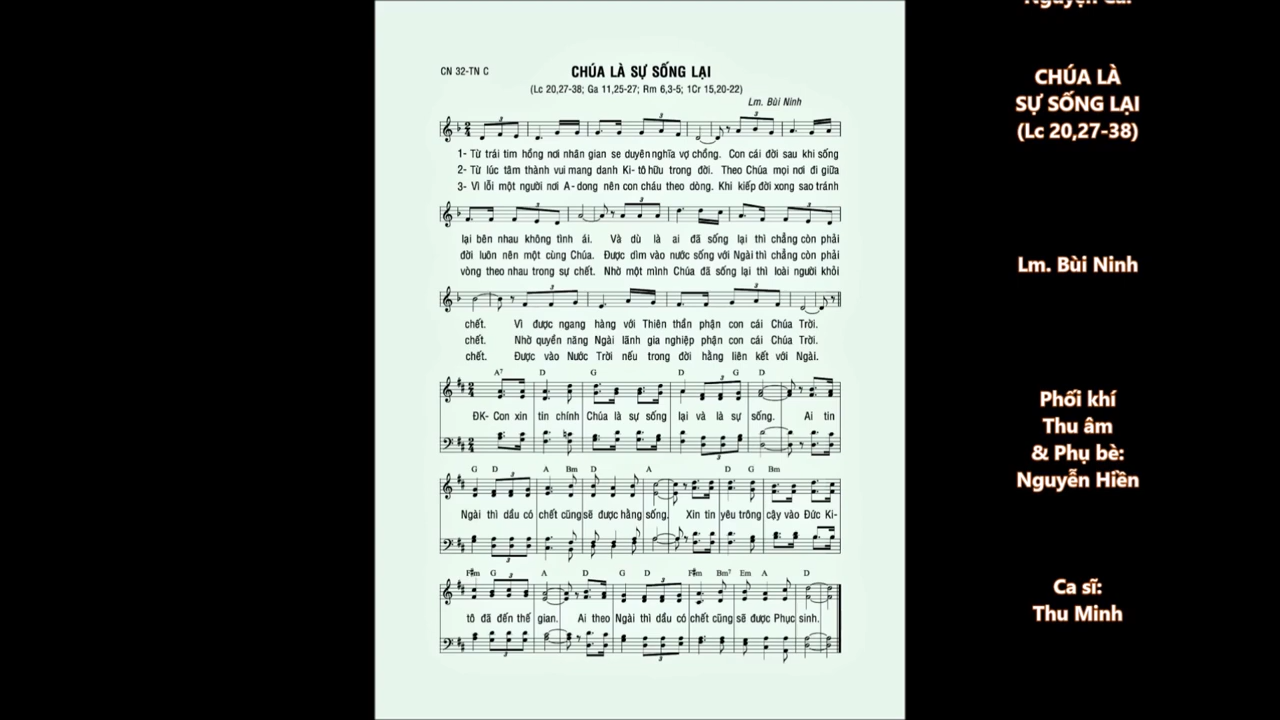 CN 32-TN C
CHÚA LÀ SỰ SỐNG LẠI
(Lc 20,27-38; Ga 11,25-27; Rm 6,3-5; 1Cr 15,20-22)
Lm. Bùi Ninh
1- Từ trái tim hồng nơi nhân gian se duyên nghĩa vợ chồng. Con cái đời sau khi sống
2- Từ lúc tâm thành vui mang danh Ki- tô hữu trong đời. Theo Chúa mọi nơi đi giữa
3- Vì lỗi một người nơi A- dong nên con cháu theo dòng. Khi kiếp đời xong sao tránh
lại bên nhau không tình ái. Và dù là ai đã sống lại thì chẳng còn phải
đời luôn nên một cùng Chúa. Được dìm vào nước sống với Ngài thì chẳng còn phải
vòng theo nhau trong sự chết. Nhờ một mình Chúa đã sống lại thì loài người khỏi
chết. Vì được ngang hàng với Thiên thần phận con cái Chúa Trời.
chết. Nhờ quyền năng Ngài lãnh gia nghiệp phận con cái Chúa Trời.
chết. Được vào Nước Trời nếu trong đời hằng liên kết với Ngài.
A7 D G D G D
ĐK- Con xin tin chính Chúa là sự sống lại và là sự sống. Ai tin
G D A Bm D A D G Bm
Ngài thì dẫu có chết cũng sẽ được hằng sống. Xin tin yêu trông cậy vào Đức Ki-
F#m G A D G D F#m Bm7 Em A D
tô đã đến thế gian. Ai theo Ngài thì dẫu có chết cũng sẽ được Phục sinh.
CHÚA LÀ
SỰ SỐNG LẠI
(Lc 20,27-38)
Lm. Bùi Ninh
Phối khí
Thu âm
& Phụ bè:
Nguyễn Hiền
Ca sĩ:
Thu Minh